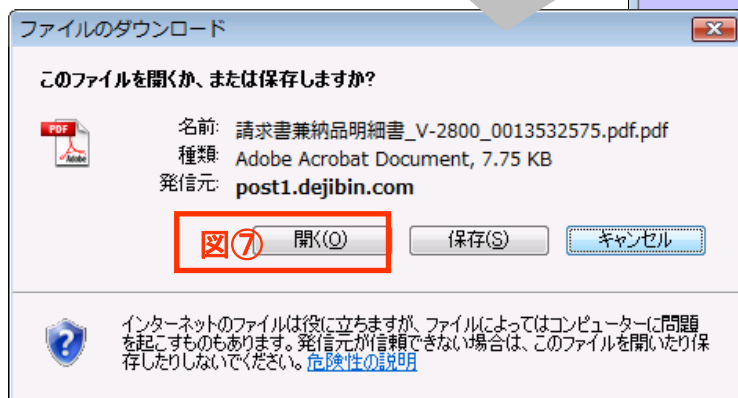 ファイルのダウンロード
このファイルを開くか、または保存しますか?
PDF
Adobe
名前: 請求書兼納品明細書_V-2800_0013532575.pdf.pdf
種類: Adobe Acrobat Document, 7.75 KB
発信元: post1.dejibin.com
図⑦ 開く(O) 保存(S) キャンセル
インターネットのファイルは役に立ちますが、ファイルによってはコンピューターに問題
を起こすものもあります。発信元が信頼できない場合は、このファイルを開いたり保
存したりしないでください。危険性の説明